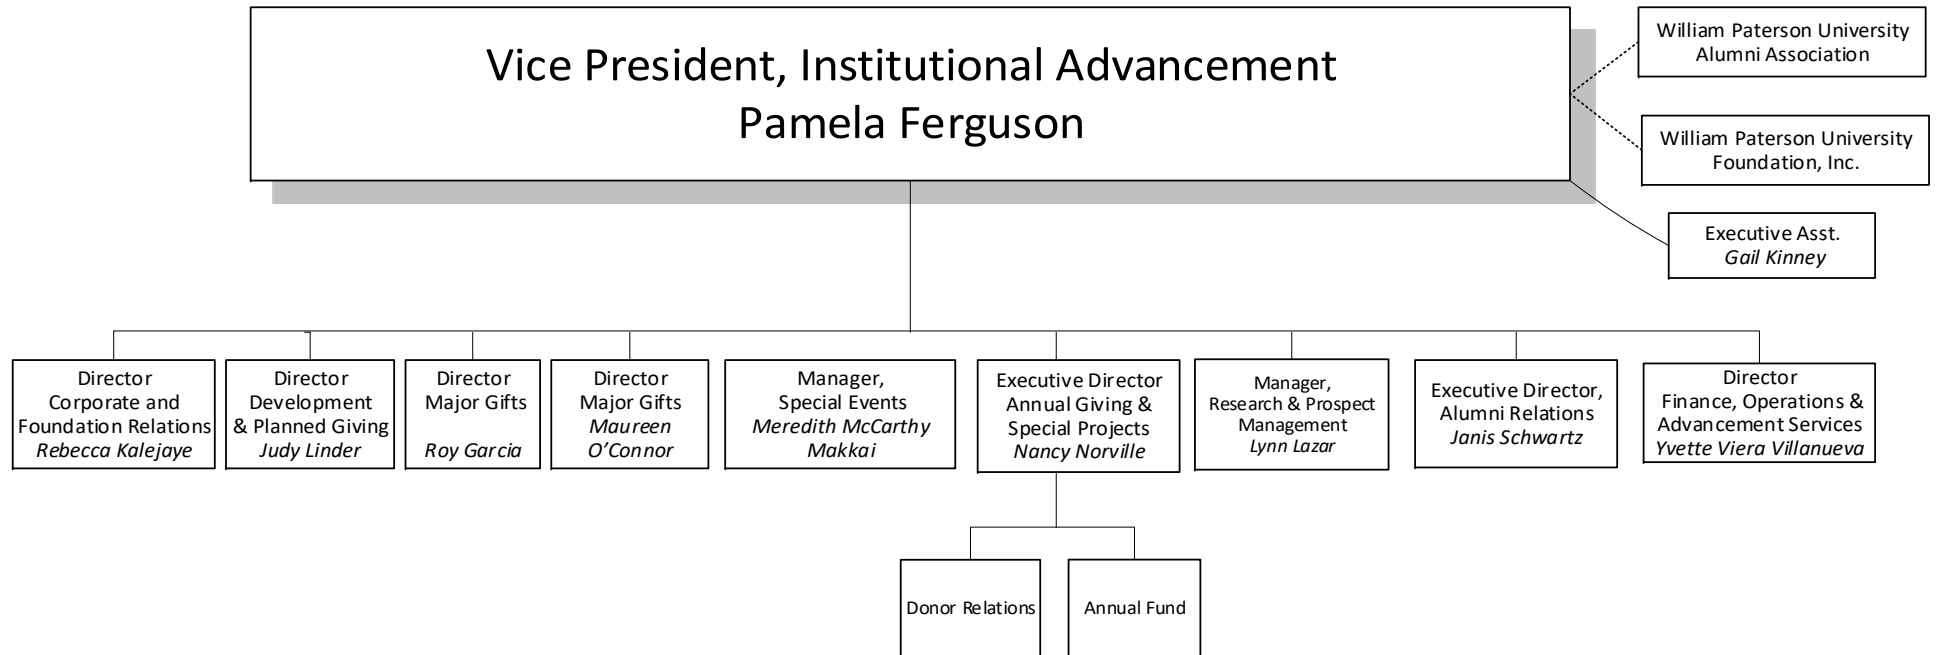 Vice President, Institutional Advancement
Pamela Ferguson
William Paterson University
Alumni Association
William Paterson University
Foundation, Inc.
Executive Asst.
Gail Kinney
Director
Corporate and
Foundation Relations
Rebecca Kalejaye
Director
Development
& Planned Giving
Judy Linder
Director
Major Gifts
Roy Garcia
Director
Major Gifts
Maureen
O’Connor
Manager,
Special Events
Meredith McCarthy
Makkai
Executive Director
Annual Giving &
Special Projects
Nancy Norville
Manager,
Research & Prospect
Management
Lynn Lazar
Executive Director,
Alumni Relations
Janis Schwartz
Director
Finance, Operations &
Advancement Services
Yvette Viera Villanueva
Donor Relations
Annual Fund